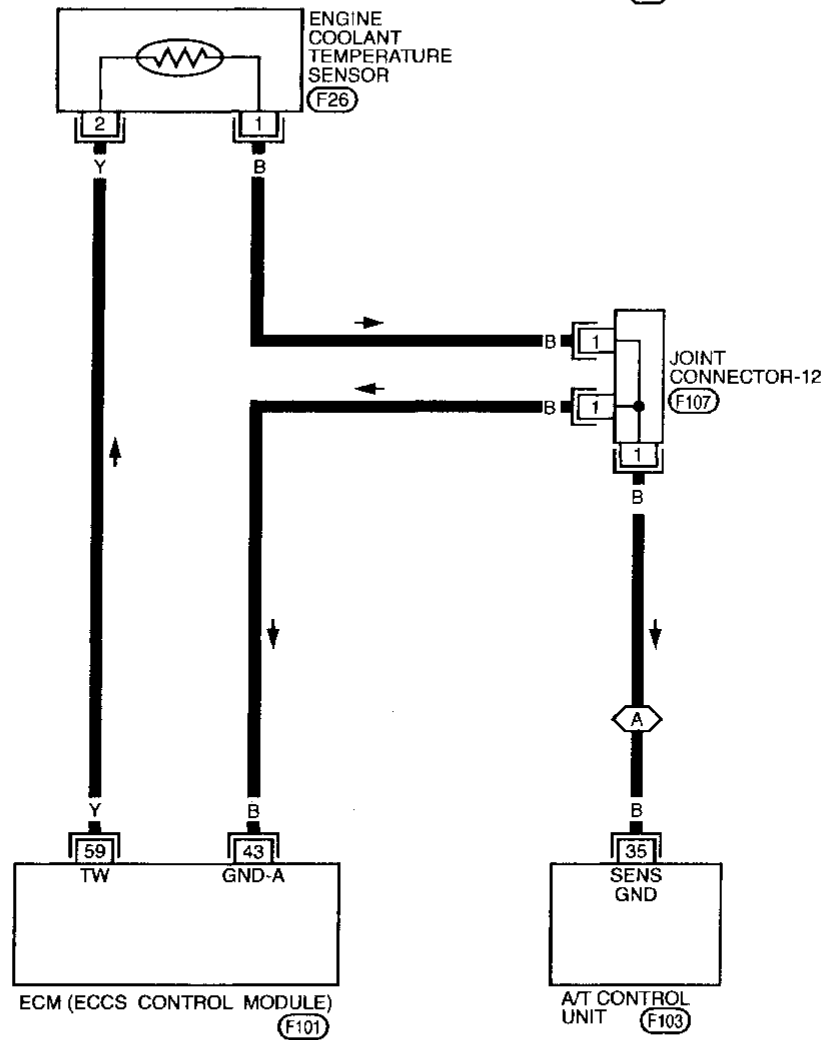 ENGINE
COOLANT
TEMPERATURE
SENSOR
F26
2
1
Y
B
B
1
JOINT
CONNECTOR-12
F107
B
1
1
B
A
Y
B
B
59
43
35
TW
GND-A
SENS
GND
ECM (ECCS CONTROL MODULE)
F101
A/T CONTROL
UNIT
F103